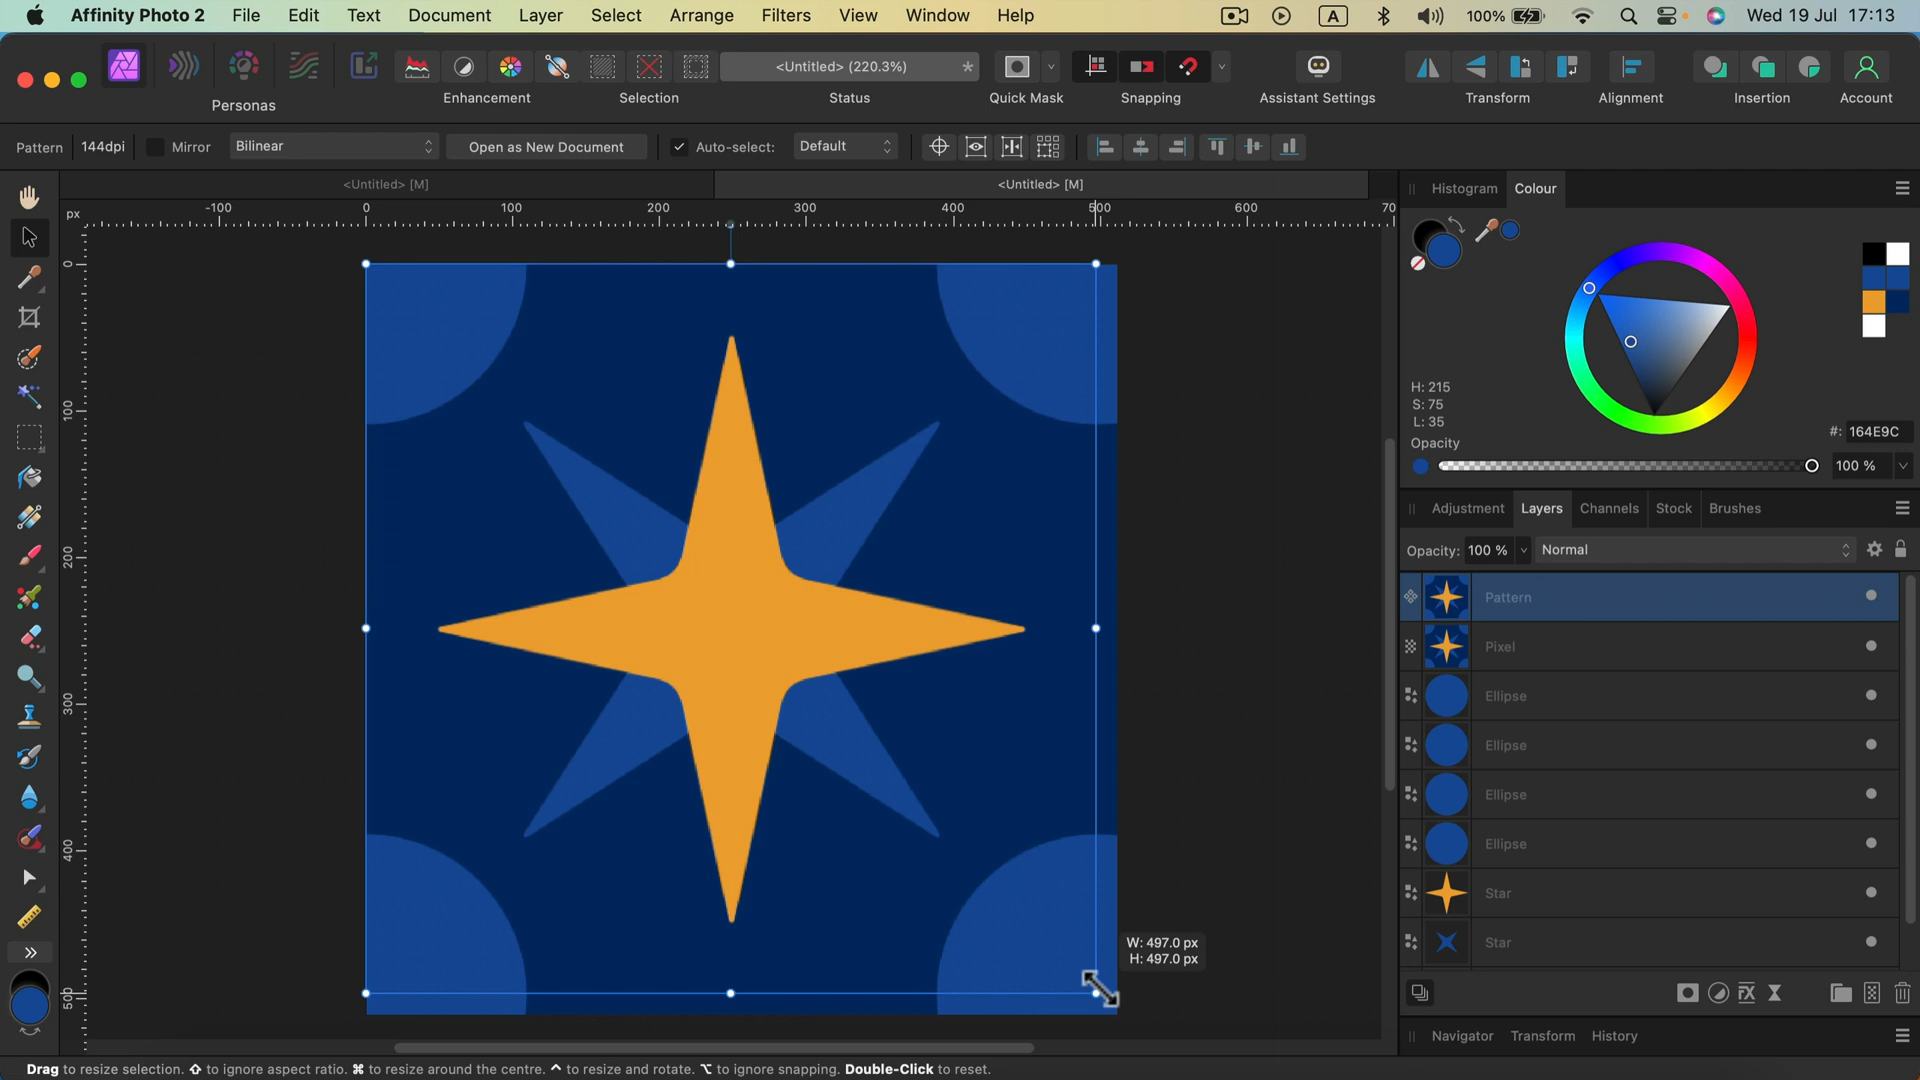 Affinity Photo 2 File Edit Text Document Layer Select Arrange Filters View Window Help A 100% Wed 19 Jul 17:13
<Untitled> (220.3%) *
Personas Enhancement Selection Status Quick Mask Snapping Assistant Settings Transform Alignment Insertion Account
Pattern 144dpi Mirror Bilinear Open as New Document Auto-select: Default
<Untitled> [M] <Untitled> [M] Histogram Colour
px -100 0 100 200 300 400 500 600 70
0
100
200
300
400
500
H: 215
S: 75
L: 35
#: 164E9C
Opacity
100 %
Adjustment Layers Channels Stock Brushes
Opacity: 100 % Normal
Pattern
Pixel
Ellipse
Ellipse
Ellipse
Ellipse
Star
Star
W: 497.0 px
H: 497.0 px
Navigator Transform History
Drag to resize selection. ⇧ to ignore aspect ratio. ⌘ to resize around the centre. ^ to resize and rotate. ⌥ to ignore snapping. Double-Click to reset.